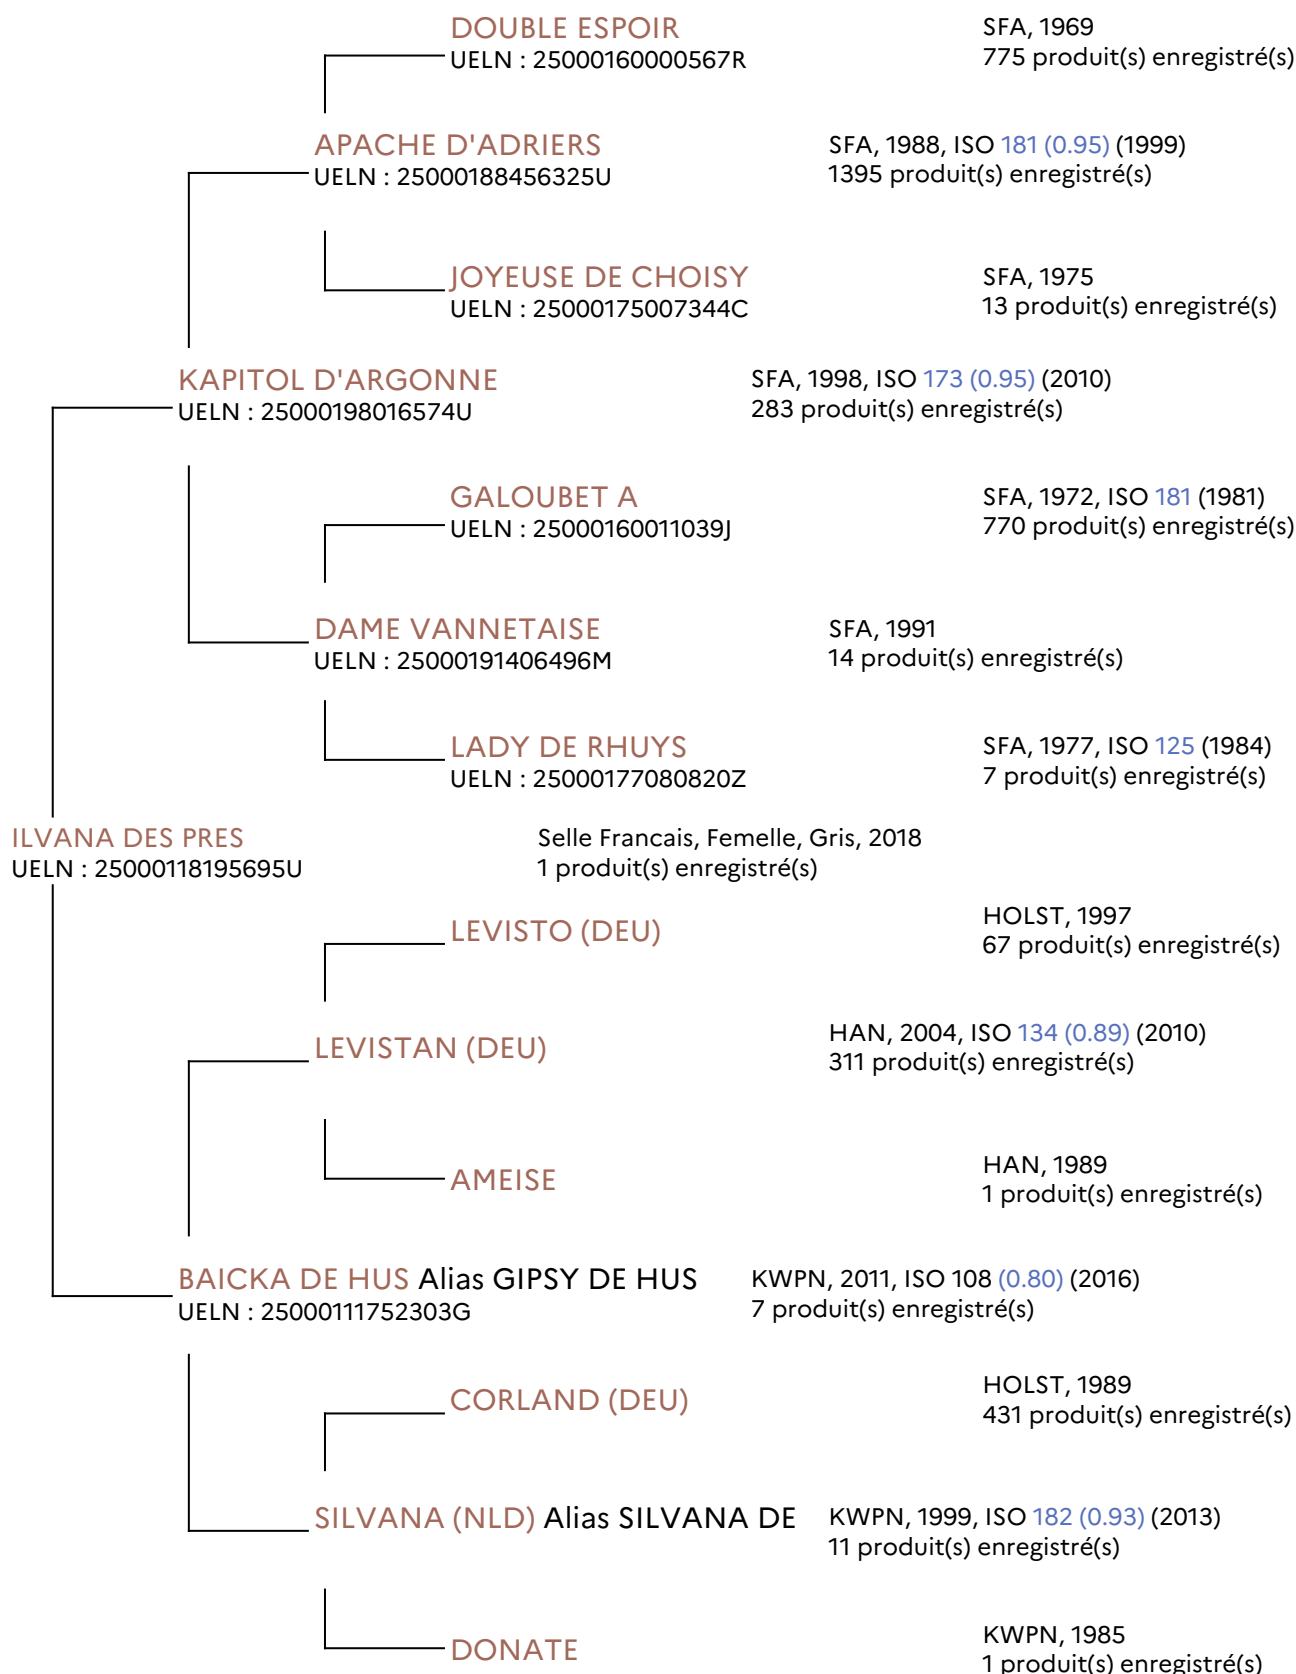 DOUBLE ESPOIR
UELN : 25000160000567R
SFA, 1969
775 produit(s) enregistré(s)
APACHE D'ADRIERS
UELN : 25000188456325U
SFA, 1988, ISO 181 (0.95) (1999)
1395 produit(s) enregistré(s)
JOYEUSE DE CHOISY
UELN : 25000175007344C
SFA, 1975
13 produit(s) enregistré(s)
KAPITOL D'ARGONNE
UELN : 25000198016574U
SFA, 1998, ISO 173 (0.95) (2010)
283 produit(s) enregistré(s)
GALOUBET A
UELN : 25000160011039J
SFA, 1972, ISO 181 (1981)
770 produit(s) enregistré(s)
DAME VANNETAISE
UELN : 25000191406496M
SFA, 1991
14 produit(s) enregistré(s)
LADY DE RHUYS
UELN : 25000177080820Z
SFA, 1977, ISO 125 (1984)
7 produit(s) enregistré(s)
ILVANA DES PRES
UELN : 25000118195695U
Selle Francais, Femelle, Gris, 2018
1 produit(s) enregistré(s)
LEVISTO (DEU)
HOLST, 1997
67 produit(s) enregistré(s)
LEVISTAN (DEU)
HAN, 2004, ISO 134 (0.89) (2010)
311 produit(s) enregistré(s)
AMEISE
HAN, 1989
1 produit(s) enregistré(s)
BAICKA DE HUS Alias GIPSY DE HUS
UELN : 25000111752303G
KWPN, 2011, ISO 108 (0.80) (2016)
7 produit(s) enregistré(s)
CORLAND (DEU)
HOLST, 1989
431 produit(s) enregistré(s)
SILVANA (NLD) Alias SILVANA DE
KWPN, 1999, ISO 182 (0.93) (2013)
11 produit(s) enregistré(s)
DONATE
KWPN, 1985
1 produit(s) enregistré(s)